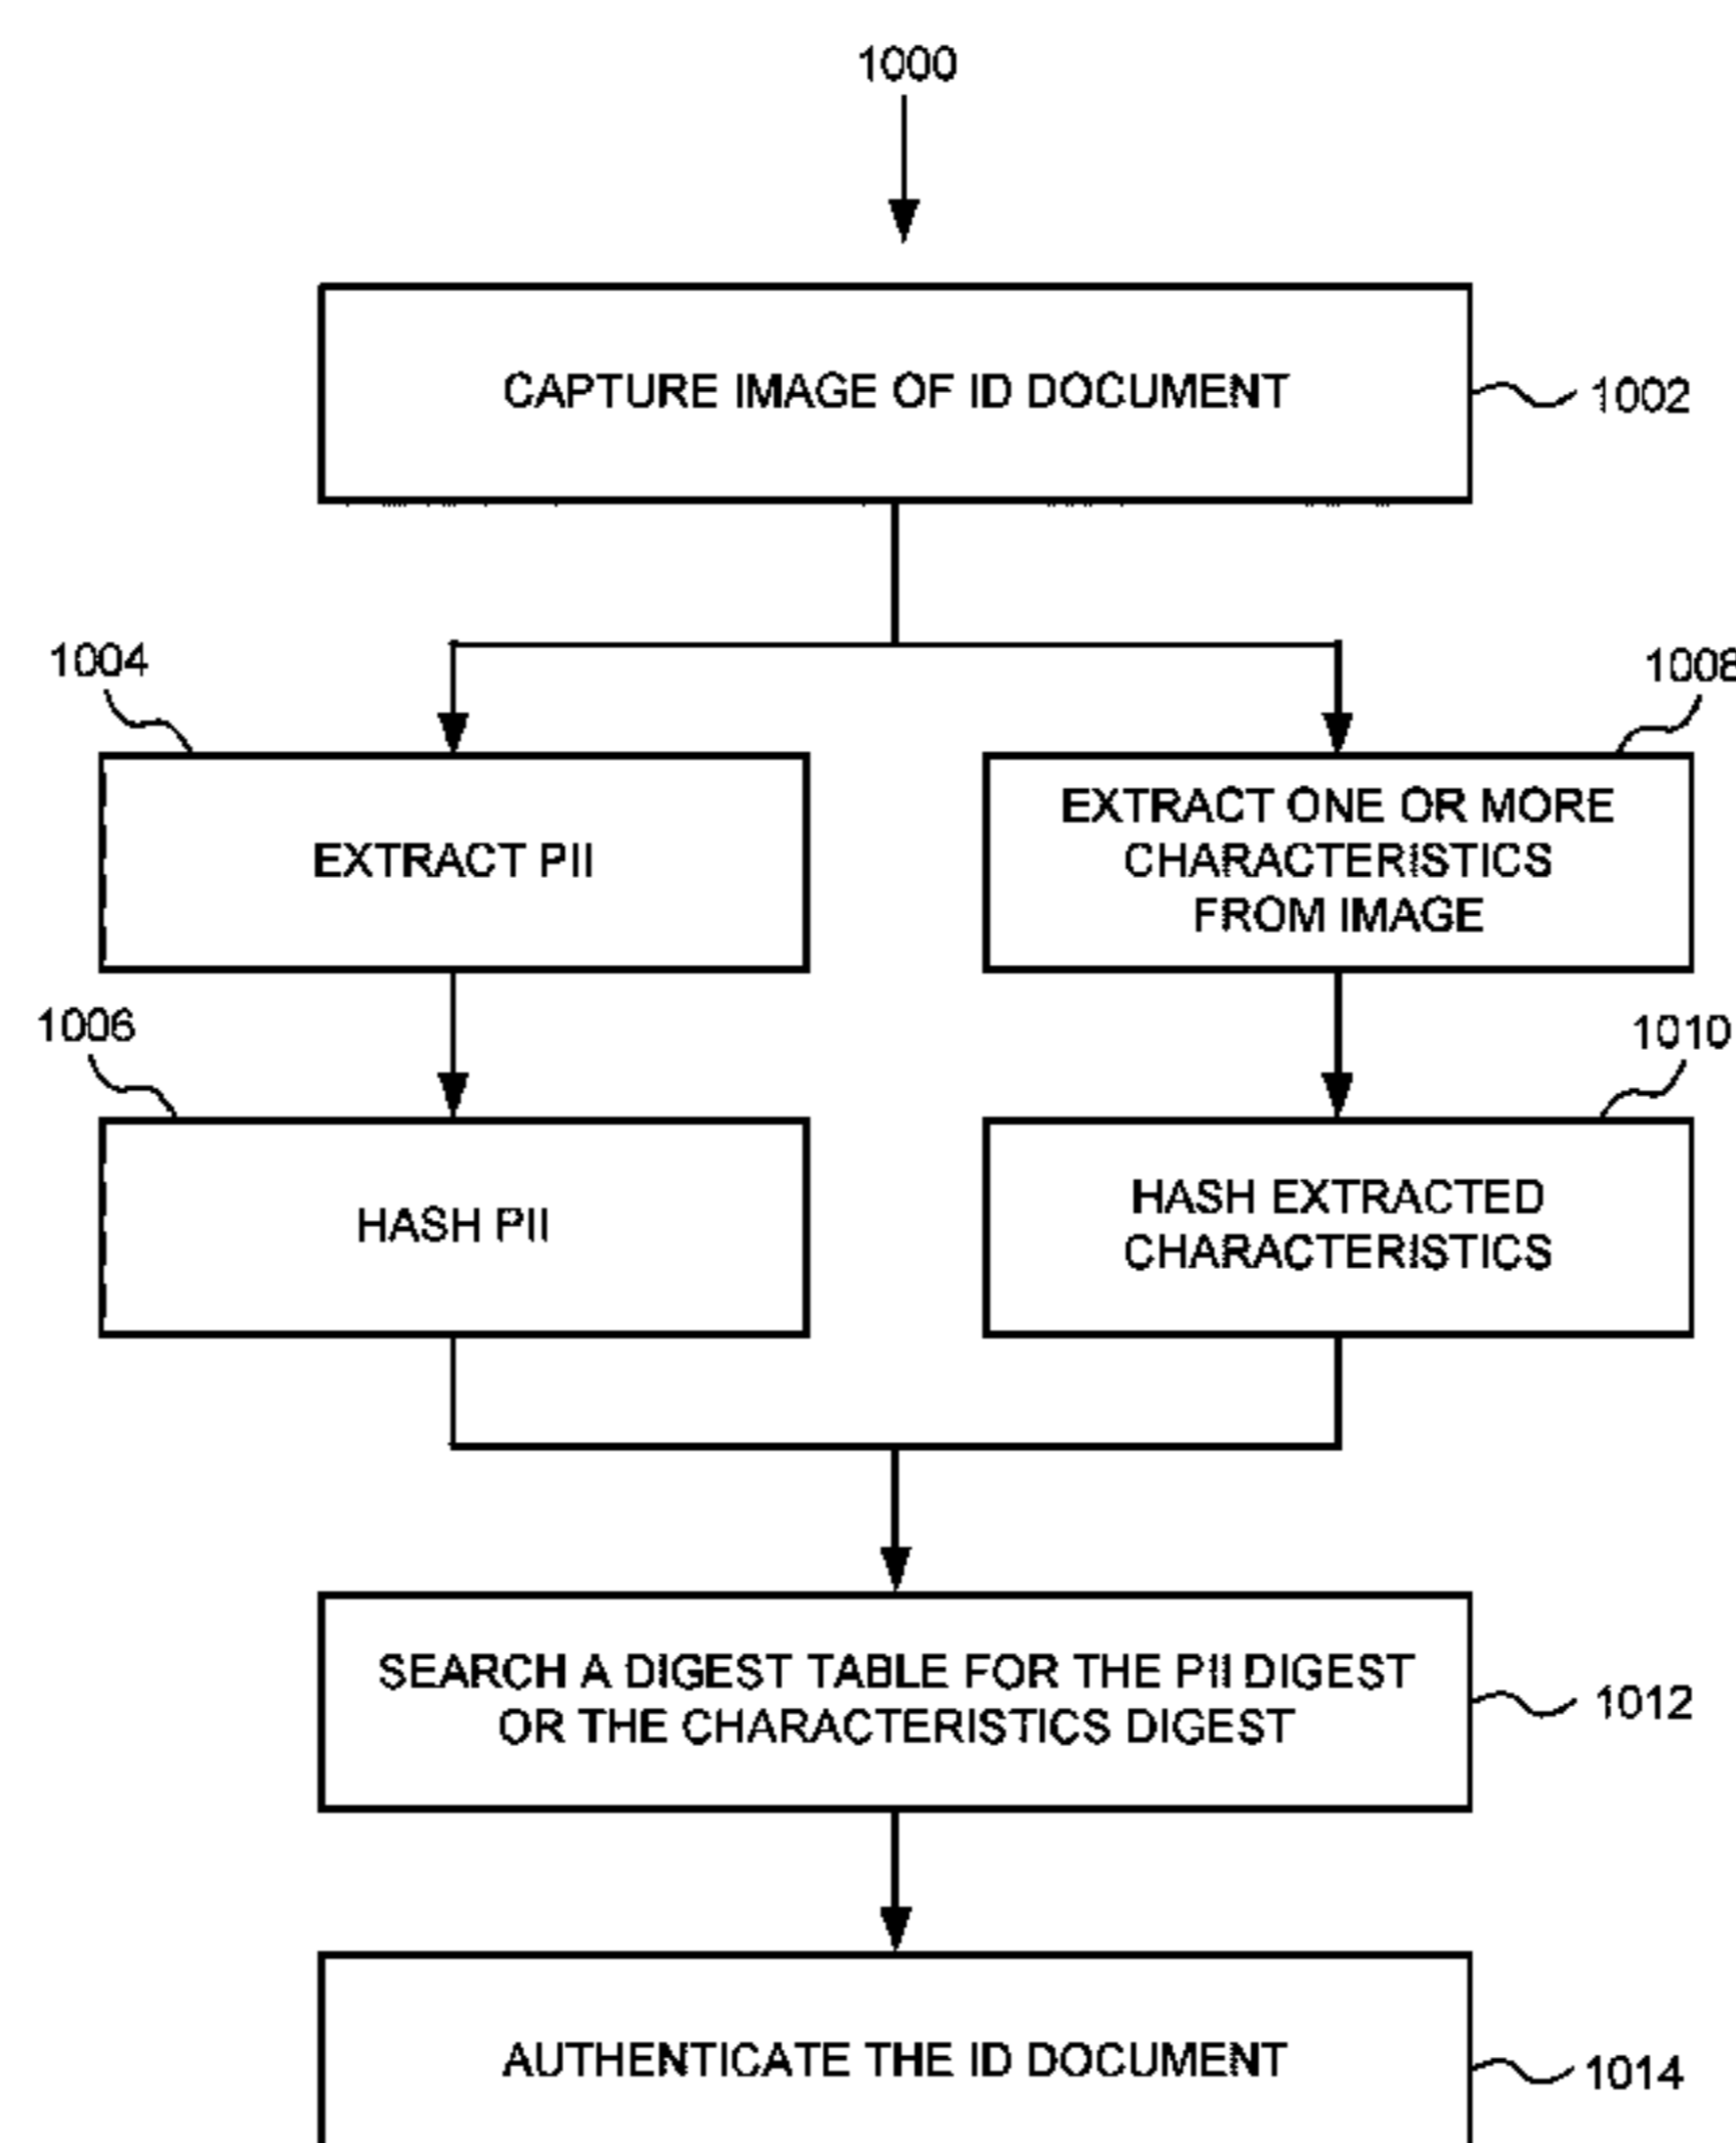 1000
CAPTURE IMAGE OF ID DOCUMENT
1002
1004
1008
EXTRACT PII
EXTRACT ONE OR MORE
CHARACTERISTICS
FROM IMAGE
1006
1010
HASH PII
HASH EXTRACTED
CHARACTERISTICS
SEARCH A DIGEST TABLE FOR THE PII DIGEST
OR THE CHARACTERISTICS DIGEST
1012
AUTHENTICATE THE ID DOCUMENT
1014